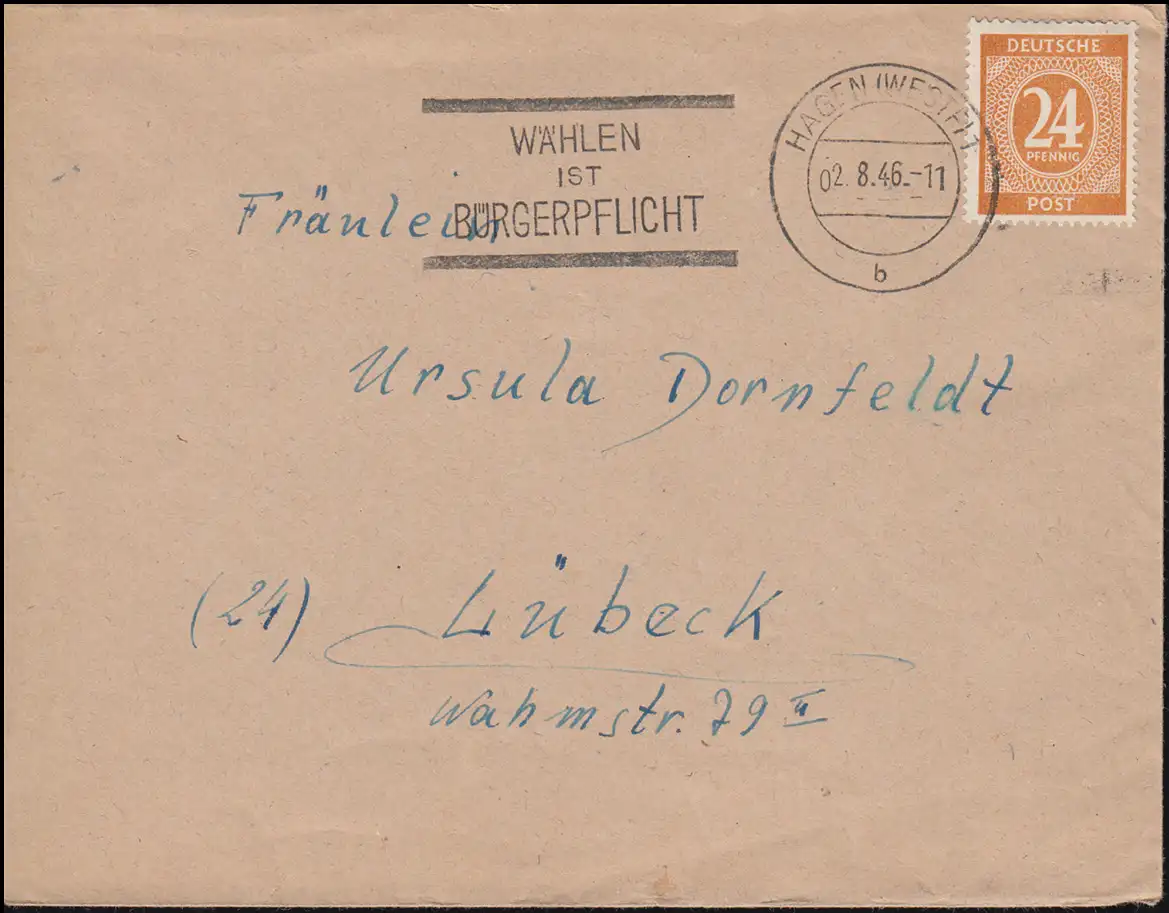 DEUTSCHE
24
PFENNIG
POST
HAGEN (WESTF) 1
02.8.46.-11
b
WÄHLEN
IST
BÜRGERPFLICHT
Fräulein
Ursula Dornfeldt
(24) Lübeck
Wahmstr. 79 II